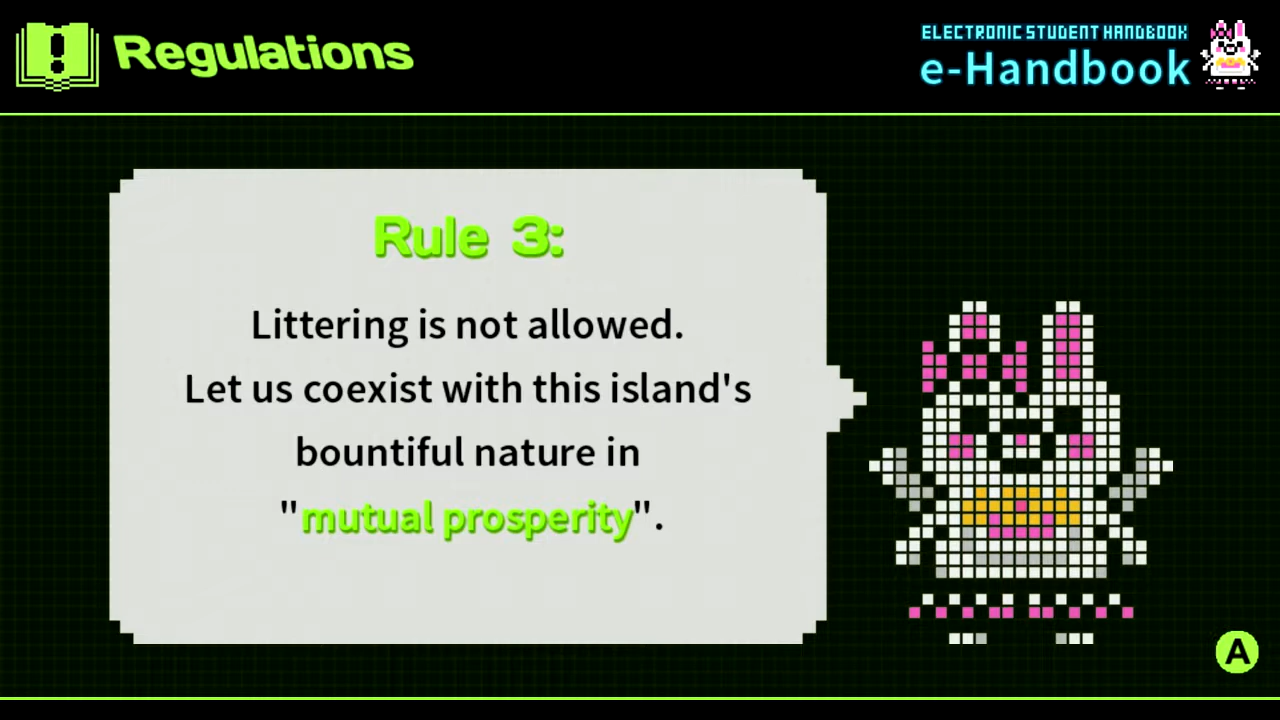 Regulations
ELECTRONIC STUDENT HANDBOOK
e-Handbook
Rule 3:
Littering is not allowed.
Let us coexist with this island's
bountiful nature in
"mutual prosperity".
A